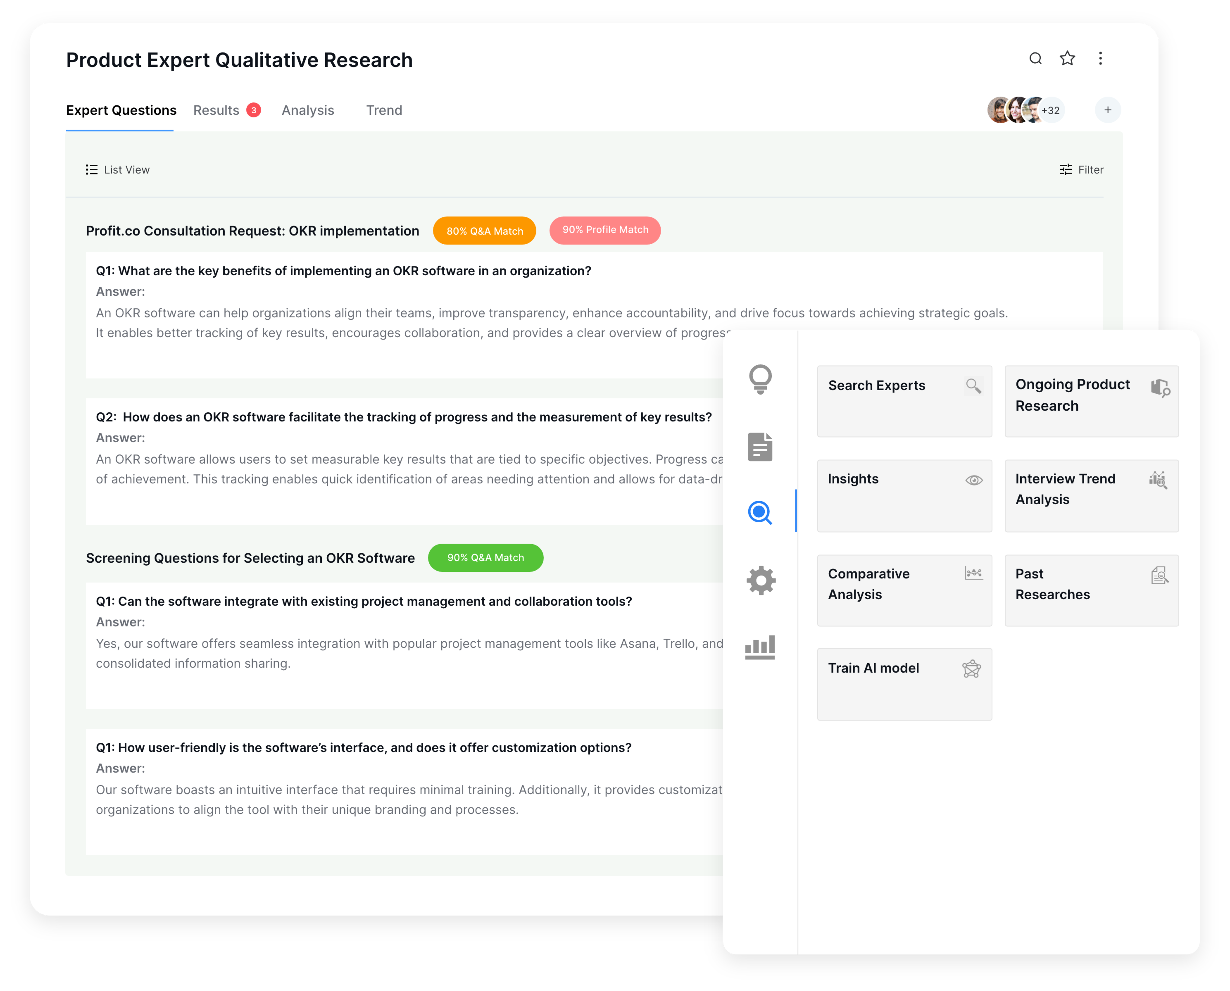 Product Expert Qualitative Research
Expert Questions
Results 3
Analysis
Trend
+32
+
List View
Filter
Profit.co Consultation Request: OKR implementation
80% Q&A Match
90% Profile Match
Q1: What are the key benefits of implementing an OKR software in an organization?
Answer:
An OKR software can help organizations align their teams, improve transparency, enhance accountability, and drive focus towards achieving strategic goals.
It enables better tracking of key results, encourages collaboration, and provides a clear overview of progress
Q2: How does an OKR software facilitate the tracking of progress and the measurement of key results?
Answer:
An OKR software allows users to set measurable key results that are tied to specific objectives. Progress ca
of achievement. This tracking enables quick identification of areas needing attention and allows for data-dr
Screening Questions for Selecting an OKR Software
90% Q&A Match
Q1: Can the software integrate with existing project management and collaboration tools?
Answer:
Yes, our software offers seamless integration with popular project management tools like Asana, Trello, and
consolidated information sharing.
Q1: How user-friendly is the software’s interface, and does it offer customization options?
Answer:
Our software boasts an intuitive interface that requires minimal training. Additionally, it provides customizat
organizations to align the tool with their unique branding and processes.
Search Experts
Ongoing Product
Research
Insights
Interview Trend
Analysis
Comparative
Analysis
Past
Researches
Train AI model